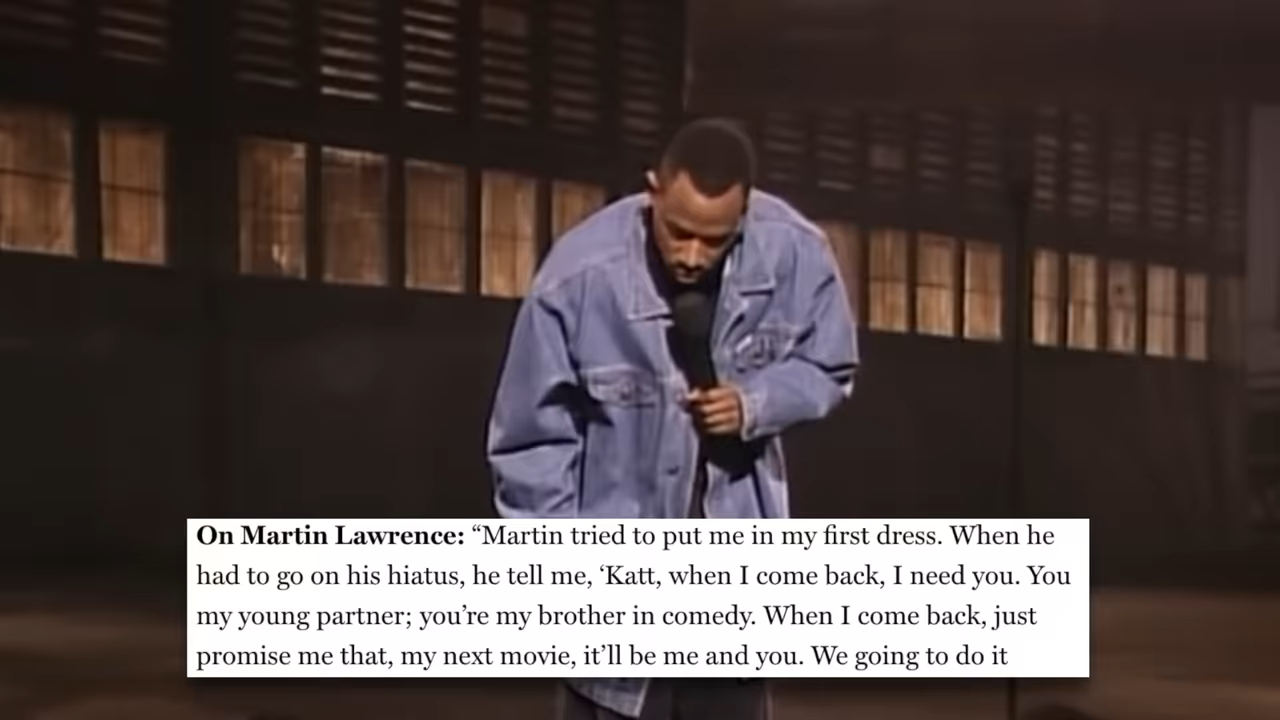 On Martin Lawrence: “Martin tried to put me in my first dress. When he
had to go on his hiatus, he tell me, ‘Katt, when I come back, I need you. You
my young partner; you’re my brother in comedy. When I come back, just
promise me that, my next movie, it’ll be me and you. We going to do it